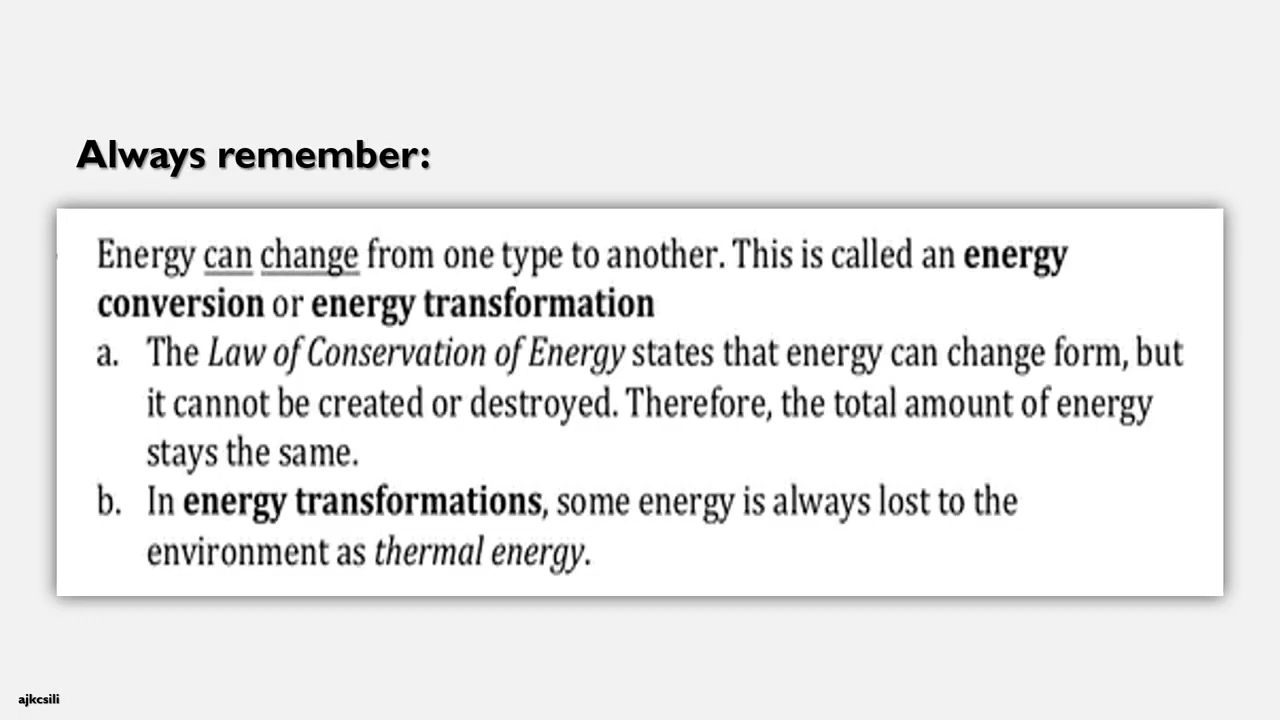 Always remember:
Energy can change from one type to another. This is called an energy
conversion or energy transformation
a. The Law of Conservation of Energy states that energy can change form, but
it cannot be created or destroyed. Therefore, the total amount of energy
stays the same.
b. In energy transformations, some energy is always lost to the
environment as thermal energy.
ajkcsili